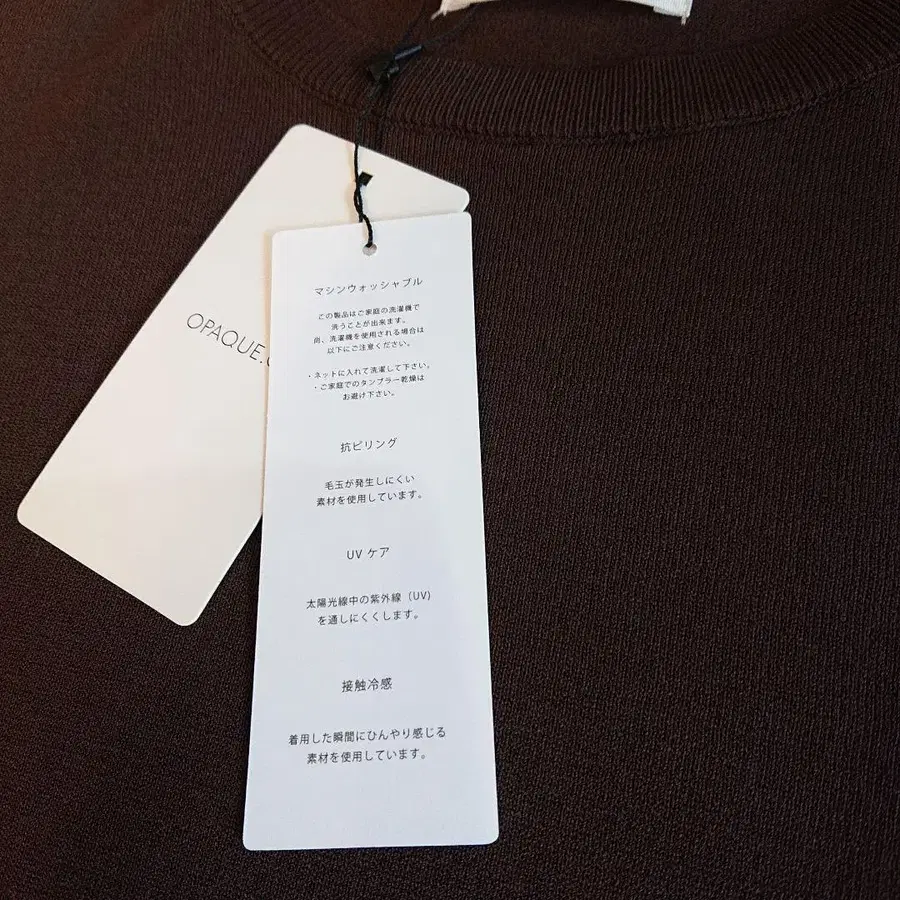 OPAQUE.
マシンウォッシャブル
この製品はご家庭の洗濯機で
洗うことが出来ます。
尚、洗濯機を使用される場合は
以下にご注意ください。
・ネットに入れて洗濯して下さい。
・ご家庭でのタンブラー乾燥は
お避け下さい。
抗ピリング
毛玉が発生しにくい
素材を使用しています。
UV ケア
太陽光線中の紫外線（UV)
を通しにくくします。
接触冷感
着用した瞬間にひんやり感じる
素材を使用しています。